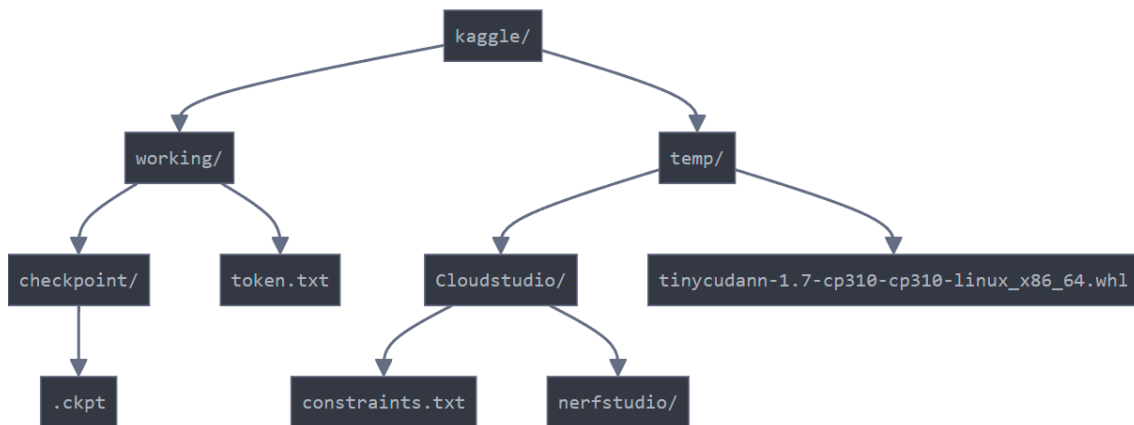 kaggle/
working/
temp/
checkpoint/
token.txt
Cloudstudio/
tinycudann-1.7-cp310-cp310-linux_x86_64.whl
.ckpt
constraints.txt
nerfstudio/